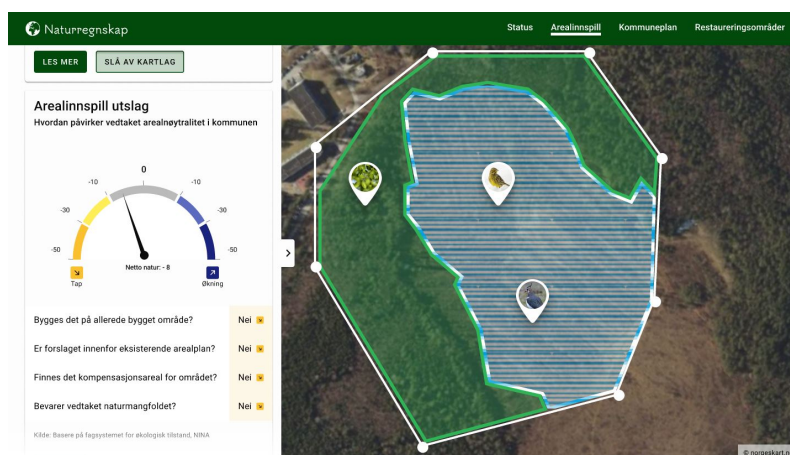 Naturregnskap
Status Arealinnspill Kommuneplan Restaureringsområder
LES MER SLÅ AV KARTLAG
Arealinnspill utslag
Hvordan påvirker vedtaket arealnøytralitet i kommunen
0
-10 -10
-30 -30
-50 -50
Netto natur: - 8
Tap Økning
Bygges det på allerede bygget område? Nei
Er forslaget innenfor eksisterende arealplan? Nei
Finnes det kompensasjonsareal for området? Nei
Bevarer vedtaket naturmangfoldet? Nei
Kilde: Basere på fagsystemet for økologisk tilstand, NINA
© norgeskart.n